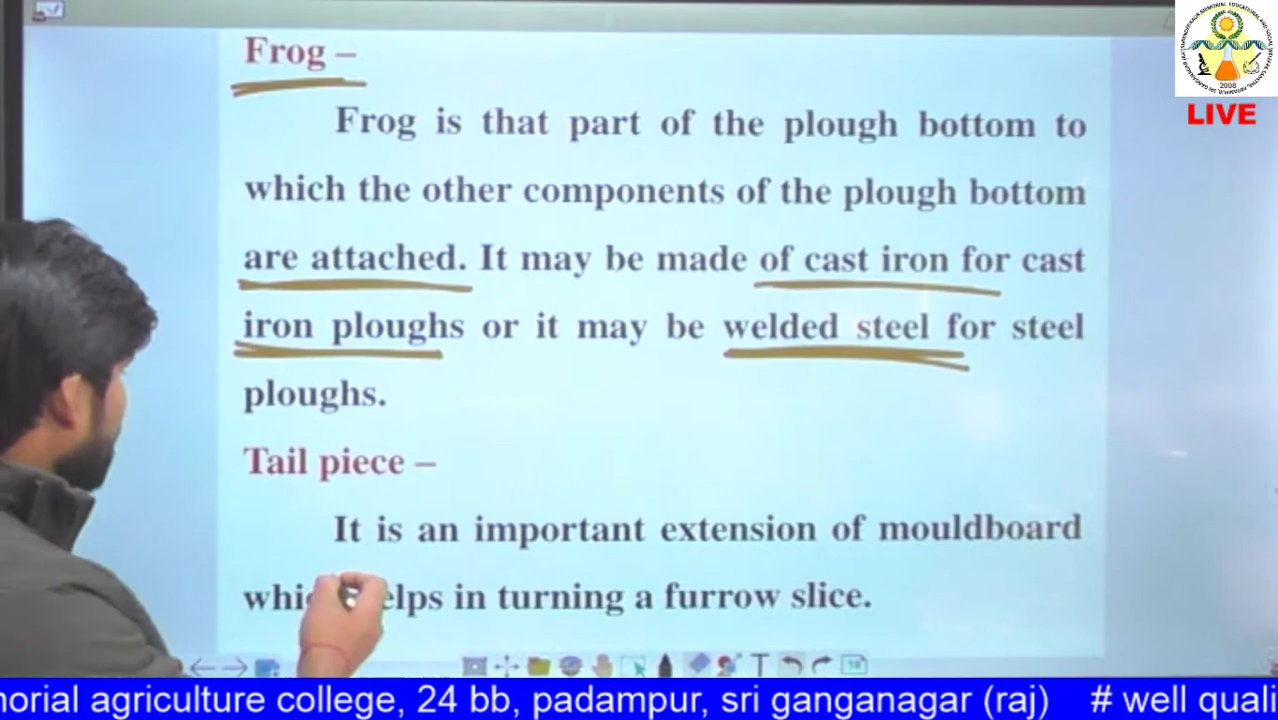 Frog –
Frog is that part of the plough bottom to
which the other components of the plough bottom
are attached. It may be made of cast iron for cast
iron ploughs or it may be welded steel for steel
ploughs.
Tail piece –
It is an important extension of mouldboard
helps in turning a furrow slice.
2008
LIVE
morial agriculture college, 24 bb, padampur, sri ganganagar (raj) # well quali